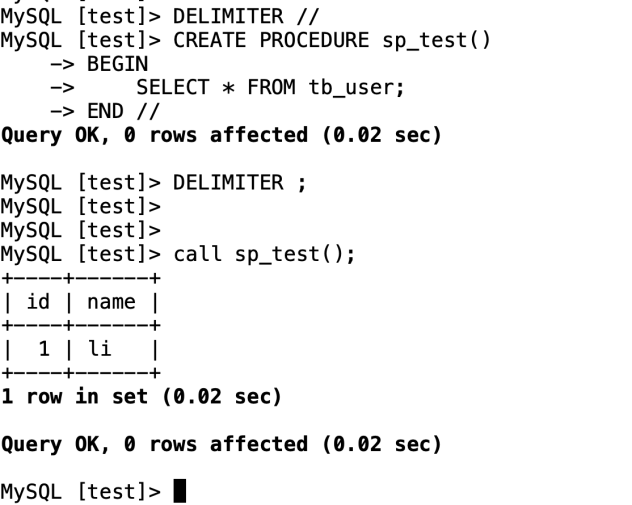 MySQL [test]> DELIMITER //
MySQL [test]> CREATE PROCEDURE sp_test()
    -> BEGIN
    ->     SELECT * FROM tb_user;
    -> END //
Query OK, 0 rows affected (0.02 sec)
MySQL [test]> DELIMITER ;
MySQL [test]>
MySQL [test]>
MySQL [test]> call sp_test();
+----+------+
| id | name |
+----+------+
|  1 | li   |
+----+------+
1 row in set (0.02 sec)
Query OK, 0 rows affected (0.02 sec)
MySQL [test]>